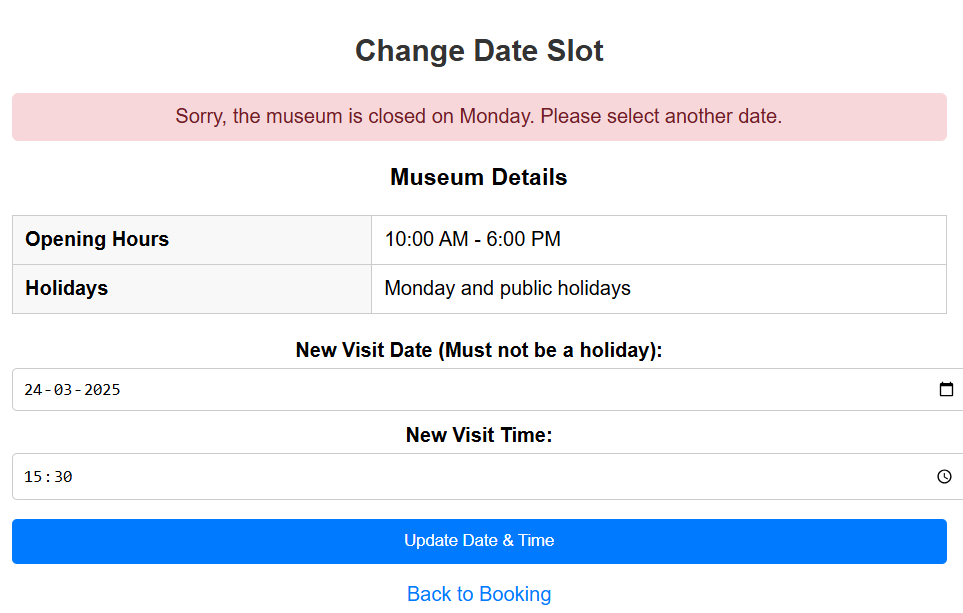 Change Date Slot
Sorry, the museum is closed on Monday. Please select another date.
Museum Details
Opening Hours 10:00 AM - 6:00 PM
Holidays Monday and public holidays
New Visit Date (Must not be a holiday):
24-03-2025
New Visit Time:
15:30
Update Date & Time
Back to Booking